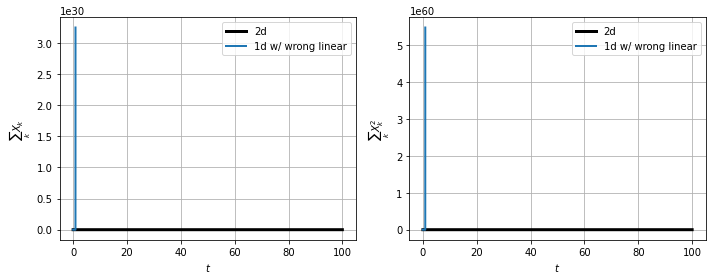 1e30
3.0
2.5
2.0
1.5
1.0
0.5
0.0
0 20 40 60 80 100
t
∑ₖ Xₖ
2d
1d w/ wrong linear
1e60
5
4
3
2
1
0
0 20 40 60 80 100
t
∑ₖ Xₖ²
2d
1d w/ wrong linear